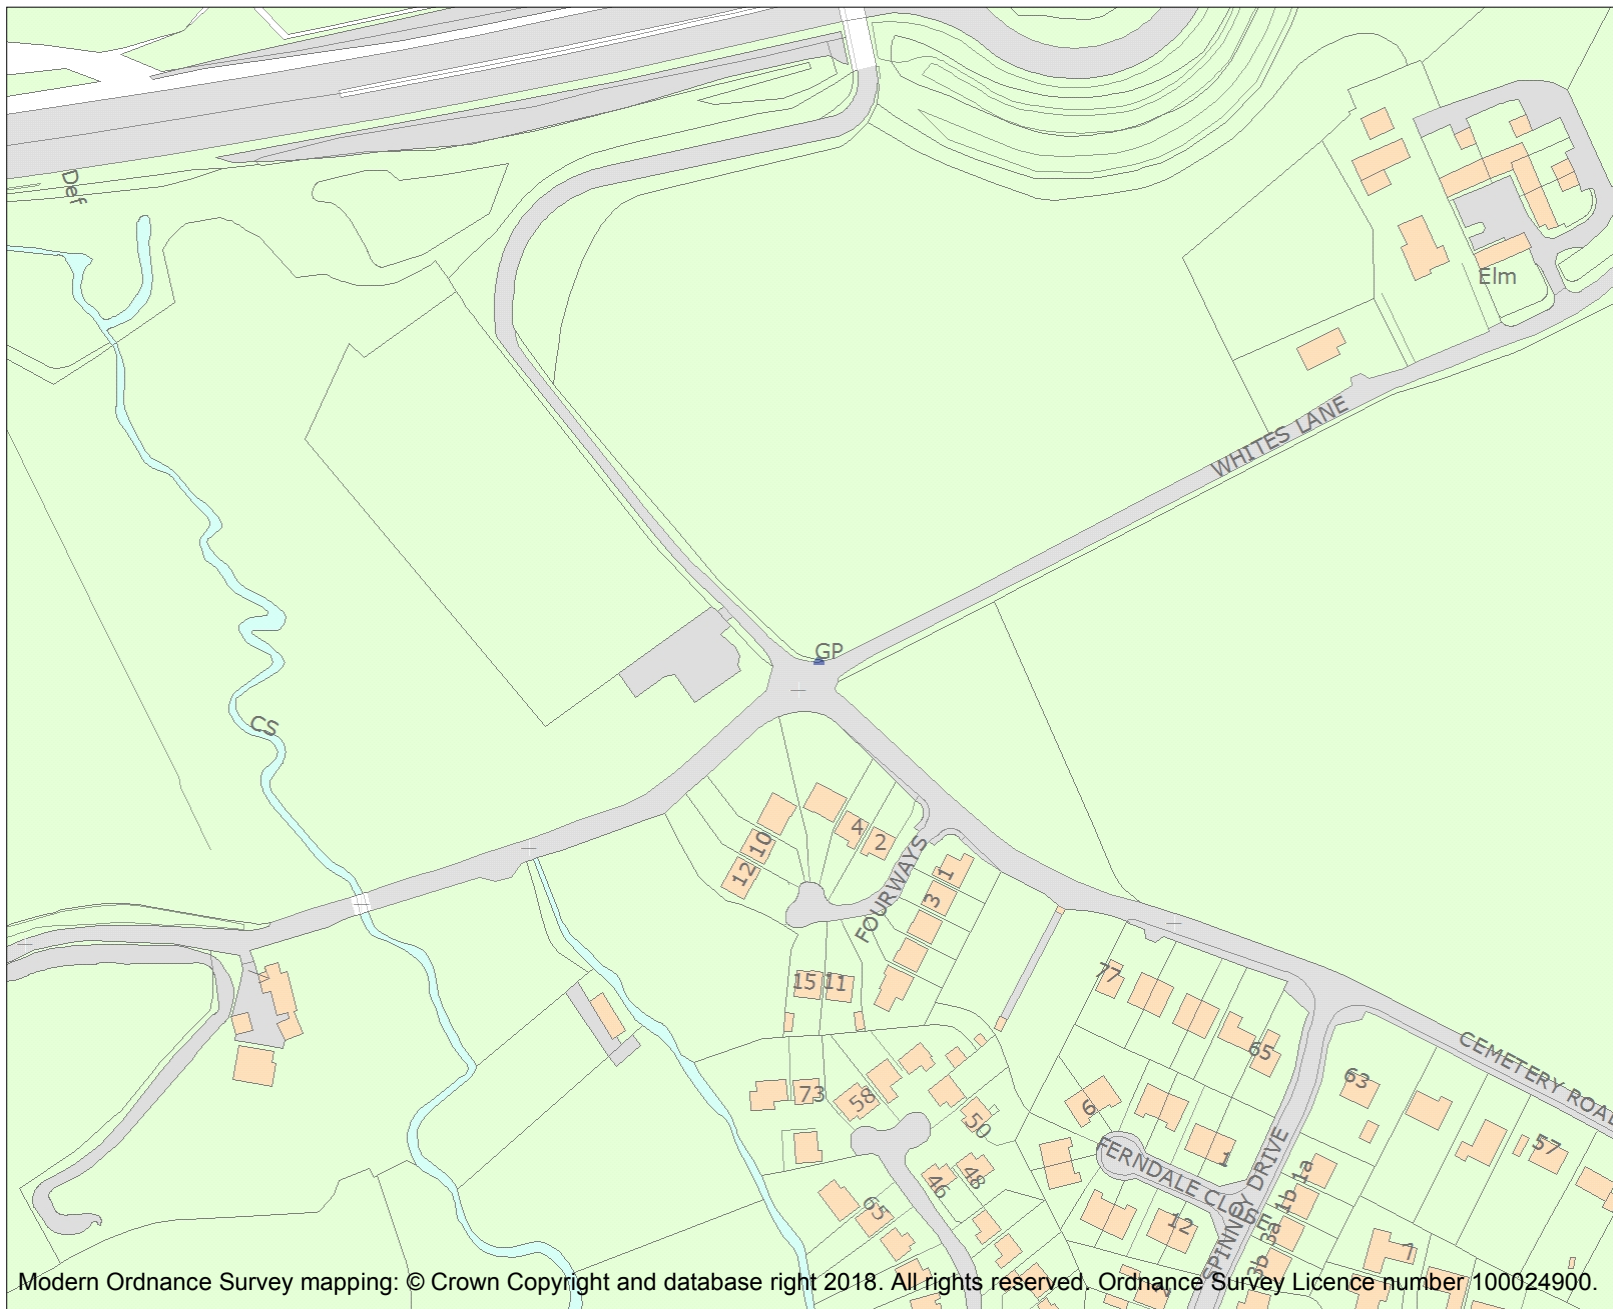 Def
Elm
WHITES LANE
GP
CS
4
2
10
12
FOURWAYS
1
3
15
11
77
65
CEMETERY ROAD
63
73
58
50
6
57
1
FERNDALE CLOSE
SPINNEY DRIVE
1a
1b
46
48
65
12
3a
3b
Modern Ordnance Survey mapping: © Crown Copyright and database right 2018. All rights reserved. Ordnance Survey Licence number 100024900.